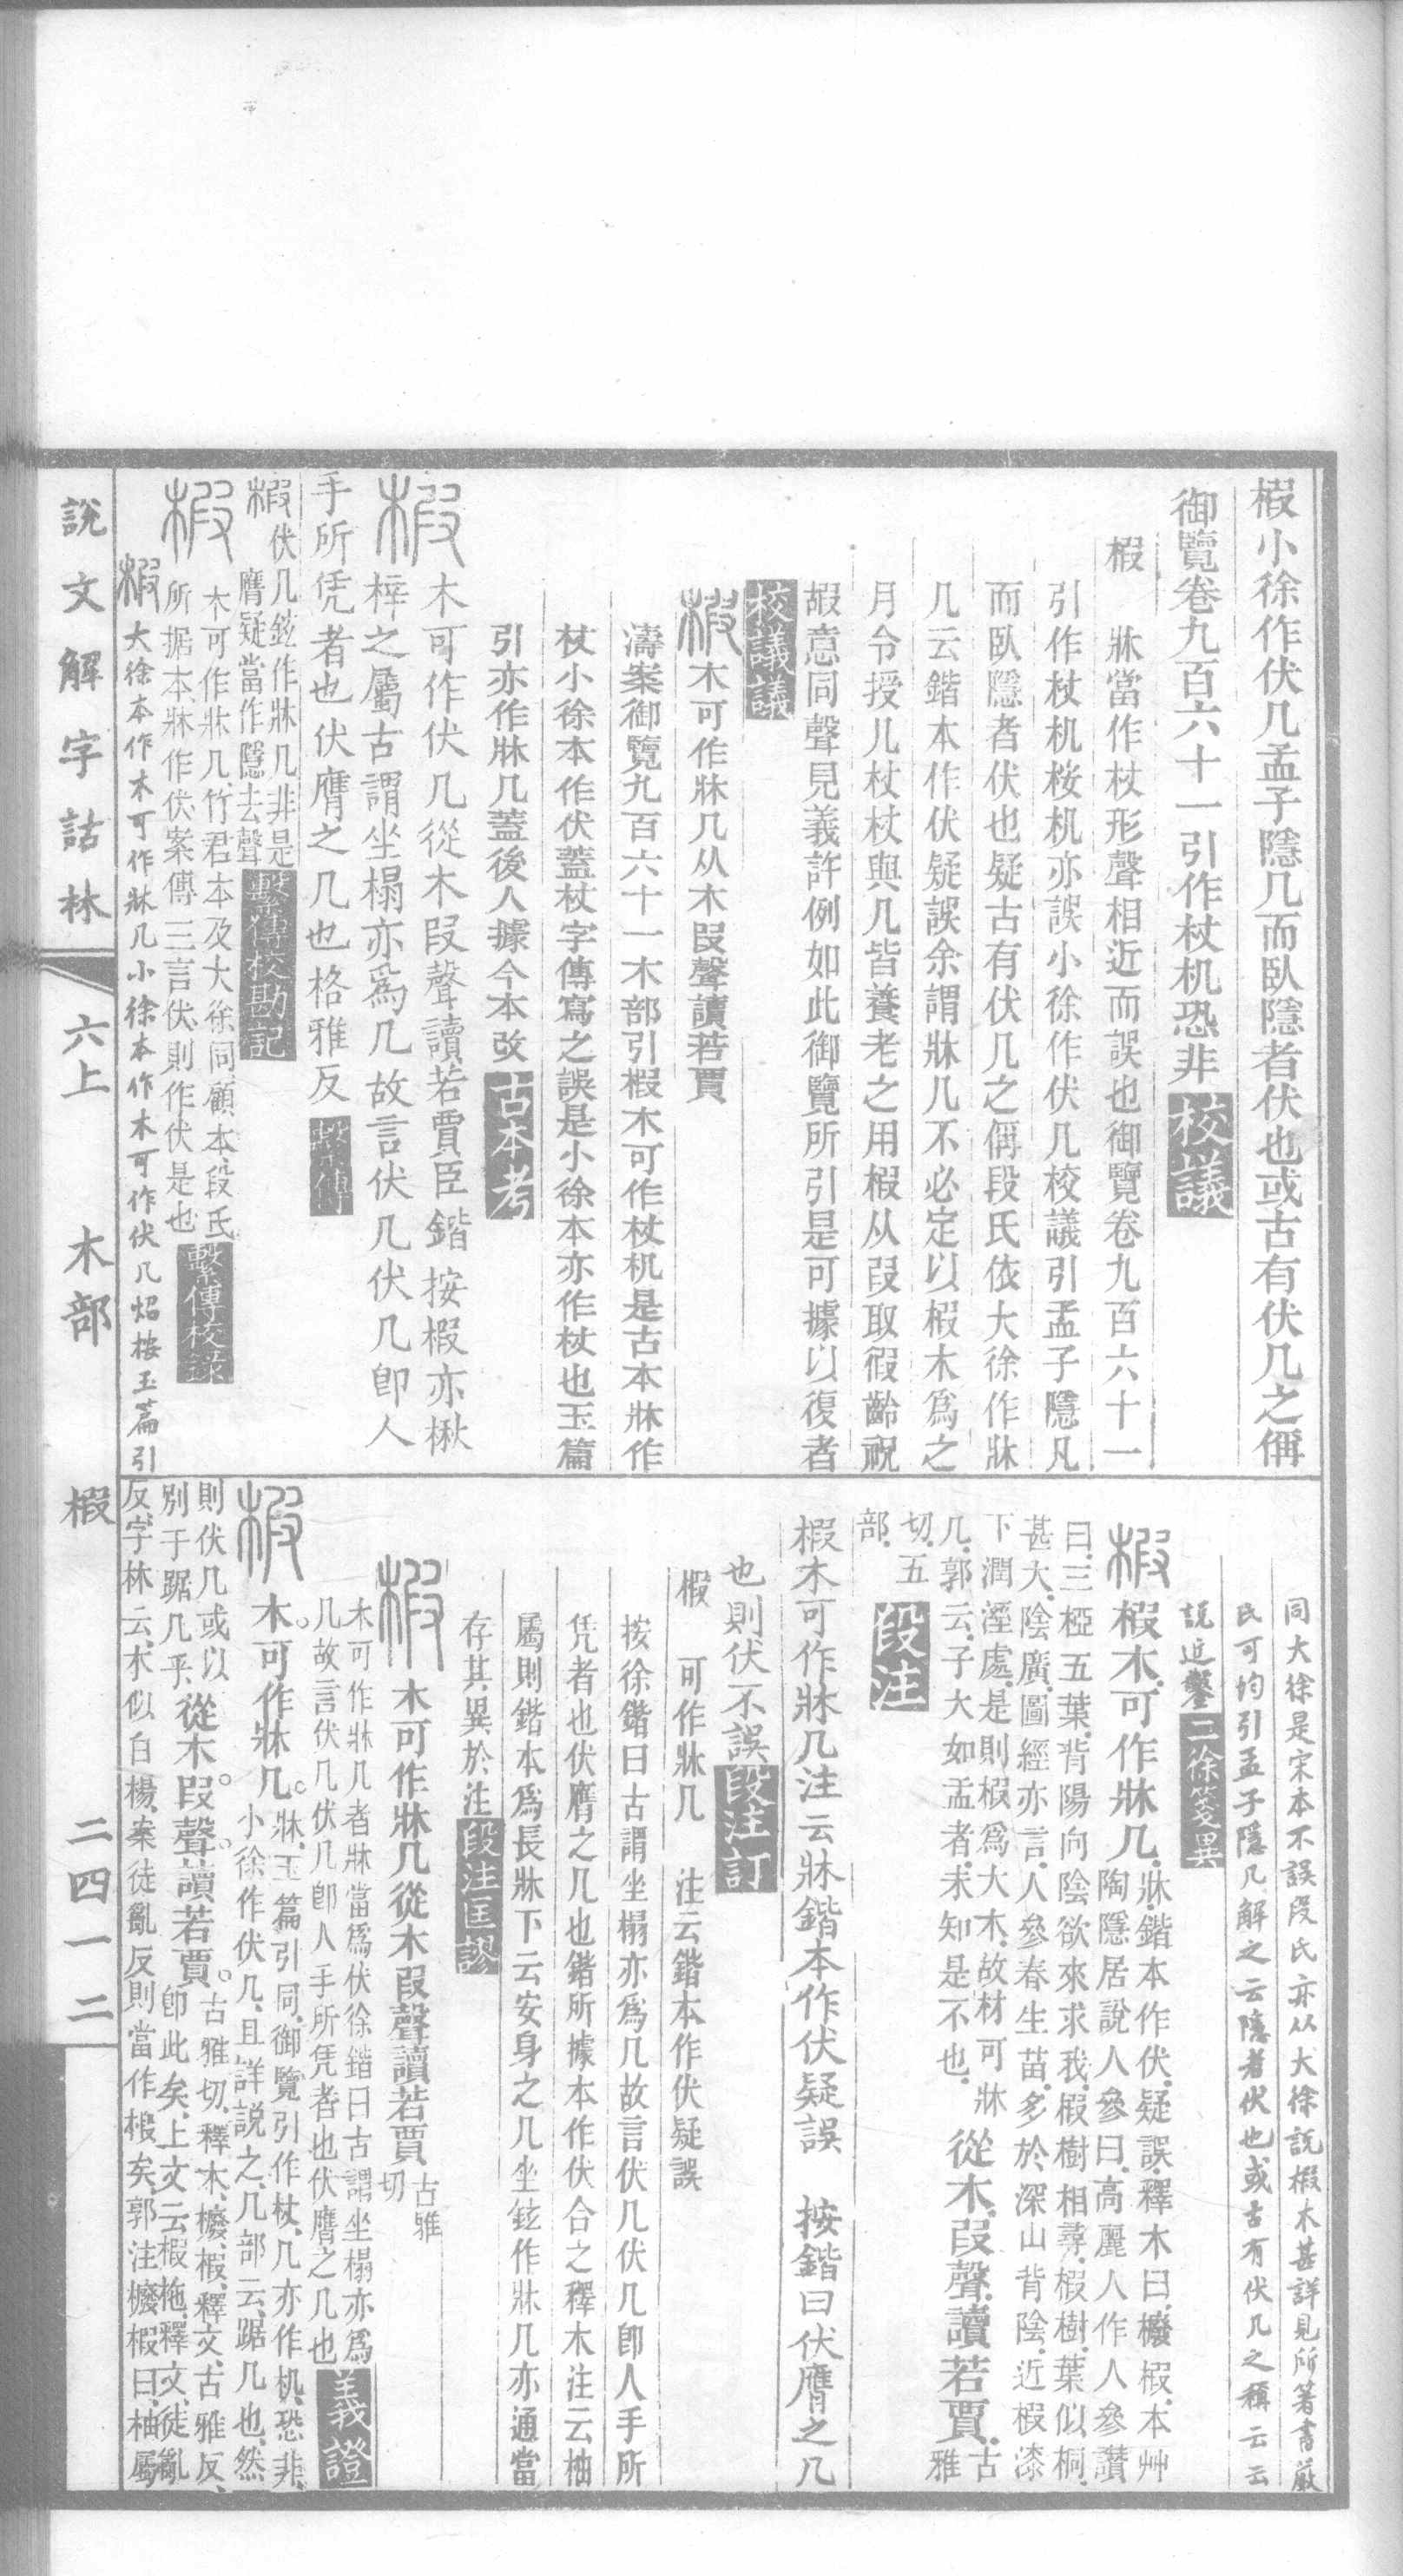 椵小徐作伏几孟子隱几而臥隱者伏也或古有伏几之偁
御覽卷九百六十一引作杖机恐非 校議
椵 牀當作杖形聲相近而誤也御覽卷九百六十一
引作杖机桉机亦誤小徐作伏几校議引孟子隱几
而臥隱者伏也疑古有伏几之偁段氏依大徐作牀
几云鍇本作伏疑誤余謂牀几不必定以椵木爲之
月令授几杖杖與几皆養老之用椵从叚取徦齡祝
嘏意同聲見義許例如此御覽所引是可據以復者
校議議
椵木可作牀几从木叚聲讀若賈
濤案御覽九百六十一木部引椵木可作杖机是古本牀作
杖小徐本作伏蓋杖字傳寫之誤是小徐本亦作杖也玉篇
引亦作牀几蓋後人據今本改 古本考
椵 木可作伏几從木叚聲讀若賈臣鍇按椵亦楸
梓之屬古謂坐榻亦爲几故言伏几伏几卽人
手所凭者也伏膺之几也格雅反 繫傳
椵 伏几鉉作牀几非是
膺疑當作隱去聲 繫傳校勘記
椵 木可作牀几竹君本及大徐同顧本段氏
所据本牀作伏案傳三言伏則作伏是也 繫傳校錄
椵 大徐本作木可作牀几小徐本作木可作伏几炤桉玉篇引
同大徐是宋本不誤段氏亦从大徐說椵木甚詳見所著書嚴
氏可均引孟子隱几解之云隱者伏也或古有伏几之稱云云
說近鑿 二徐箋異
椵 椵木可作牀几牀鍇本作伏疑誤釋木曰櫠椵本艸
陶隱居說人參曰高麗人作人參讚
曰三椏五葉背陽向陰欲來求我椵樹相尋椵樹葉似桐
甚大陰廣圖經亦言人參春生苗多於深山背陰近椵漆
下潤溼處是則椵爲大木故材可牀
几郭云子大如盂者未知是不也 從木叚聲讀若賈古雅
切五
部 段注
椵木可作牀几注云牀鍇本作伏疑誤 按鍇曰伏膺之几
也則伏不誤 段注訂
椵 可作牀几 注云鍇本作伏疑誤
按徐鍇曰古謂坐榻亦爲几故言伏几伏几卽人手所
凭者也伏膺之几也鍇所據本作伏合之釋木注云柚
屬則鍇本爲長牀下云安身之几坐鉉作牀几亦通當
存其異於注 段注匡謬
椵 木可作牀几從木叚聲讀若賈古雅切
木可作牀几者牀當爲伏徐鍇曰古謂坐榻亦爲
几故言伏几伏几卽人手所凭者也伏膺之几也 義證
椵 木可作牀几牀玉篇引同御覽引作杖几亦作机恐非
小徐作伏几且詳說之几部云踞几也然
則伏几或以
別于踞几乎從木叚聲讀若賈古雅切釋木櫠椵釋文古雅反
卽此矣上文云椵柂釋文徒亂
反字林云木似白楊案徒亂反則當作椴矣郭注櫠椵曰柚屬
說文解字詁林 六上 木部 椵 二四一二